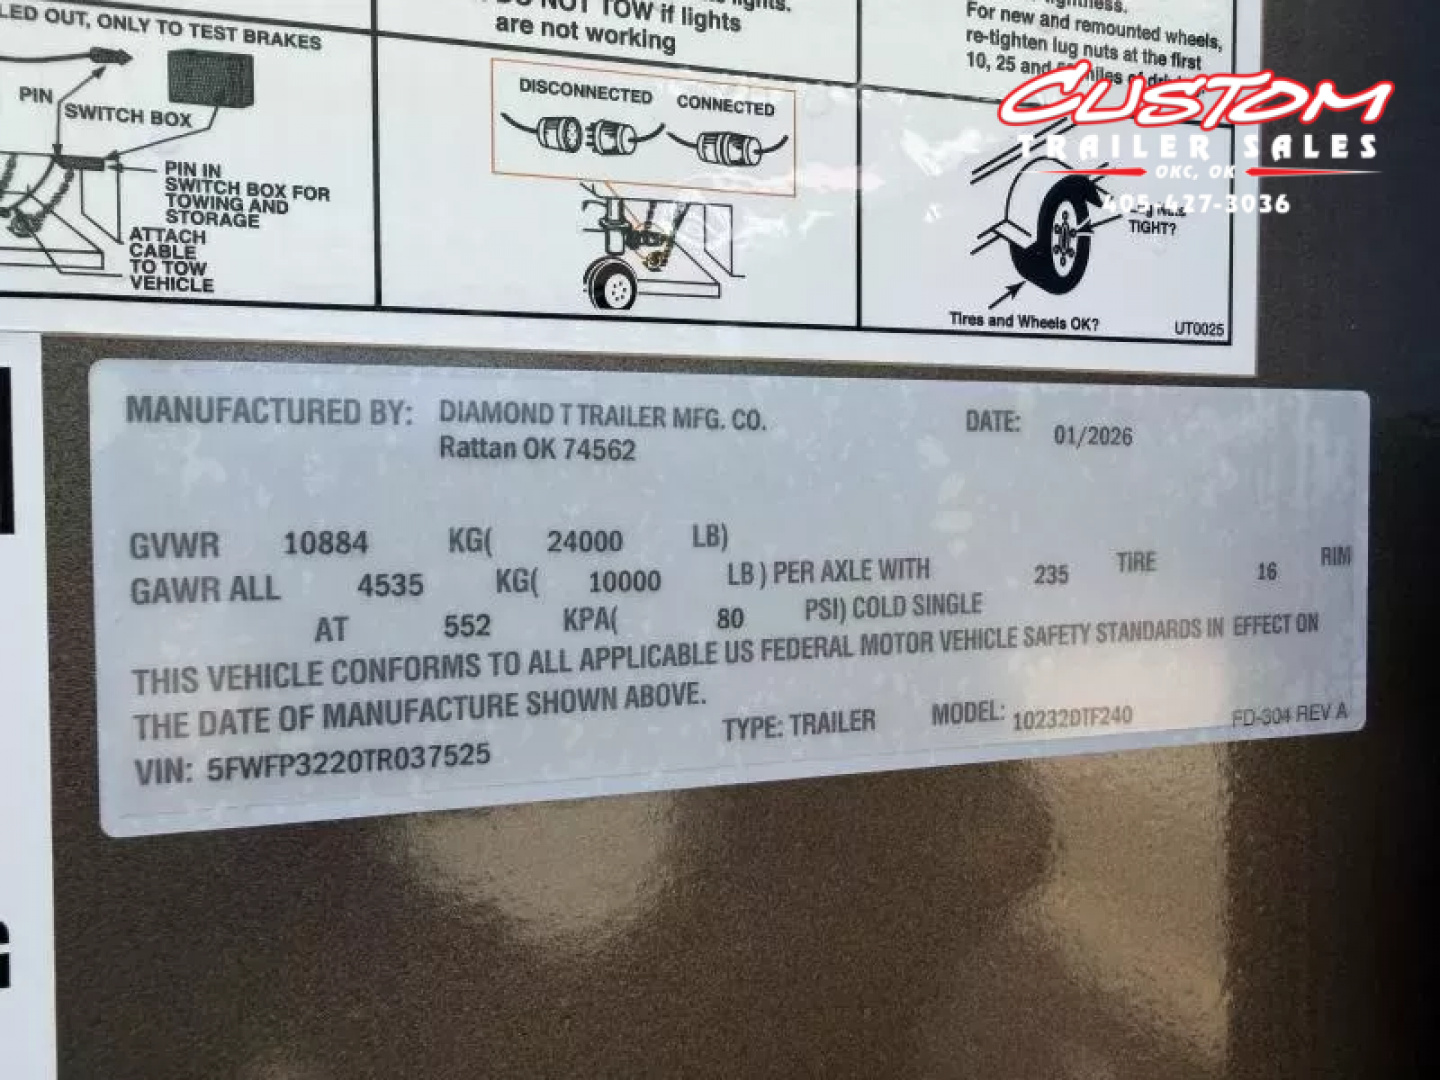 LED OUT, ONLY TO TEST BRAKES
PIN
SWITCH BOX
PIN IN
SWITCH BOX FOR
TOWING AND
STORAGE
ATTACH
CABLE
TO TOW
VEHICLE
NOT TOW if lights
are not working
DISCONNECTED CONNECTED
For new and remounted wheels,
re-tighten lug nuts at the first
10, 25 and
TIGHT?
Tires and Wheels OK?
UT0025
CUSTOM
TRAILER SALES
OKC, OK
405-427-3036
MANUFACTURED BY: DIAMOND T TRAILER MFG. CO. DATE: 01/2026
Rattan OK 74562
GVWR 10884 KG( 24000 LB)
GAWR ALL 4535 KG( 10000 LB ) PER AXLE WITH 235 TIRE 16 RIM
AT 552 KPA( 80 PSI) COLD SINGLE
THIS VEHICLE CONFORMS TO ALL APPLICABLE US FEDERAL MOTOR VEHICLE SAFETY STANDARDS IN EFFECT ON
THE DATE OF MANUFACTURE SHOWN ABOVE.
VIN: 5FWFP3220TR037525 TYPE: TRAILER MODEL: 10232DTF240 FD-304 REV A